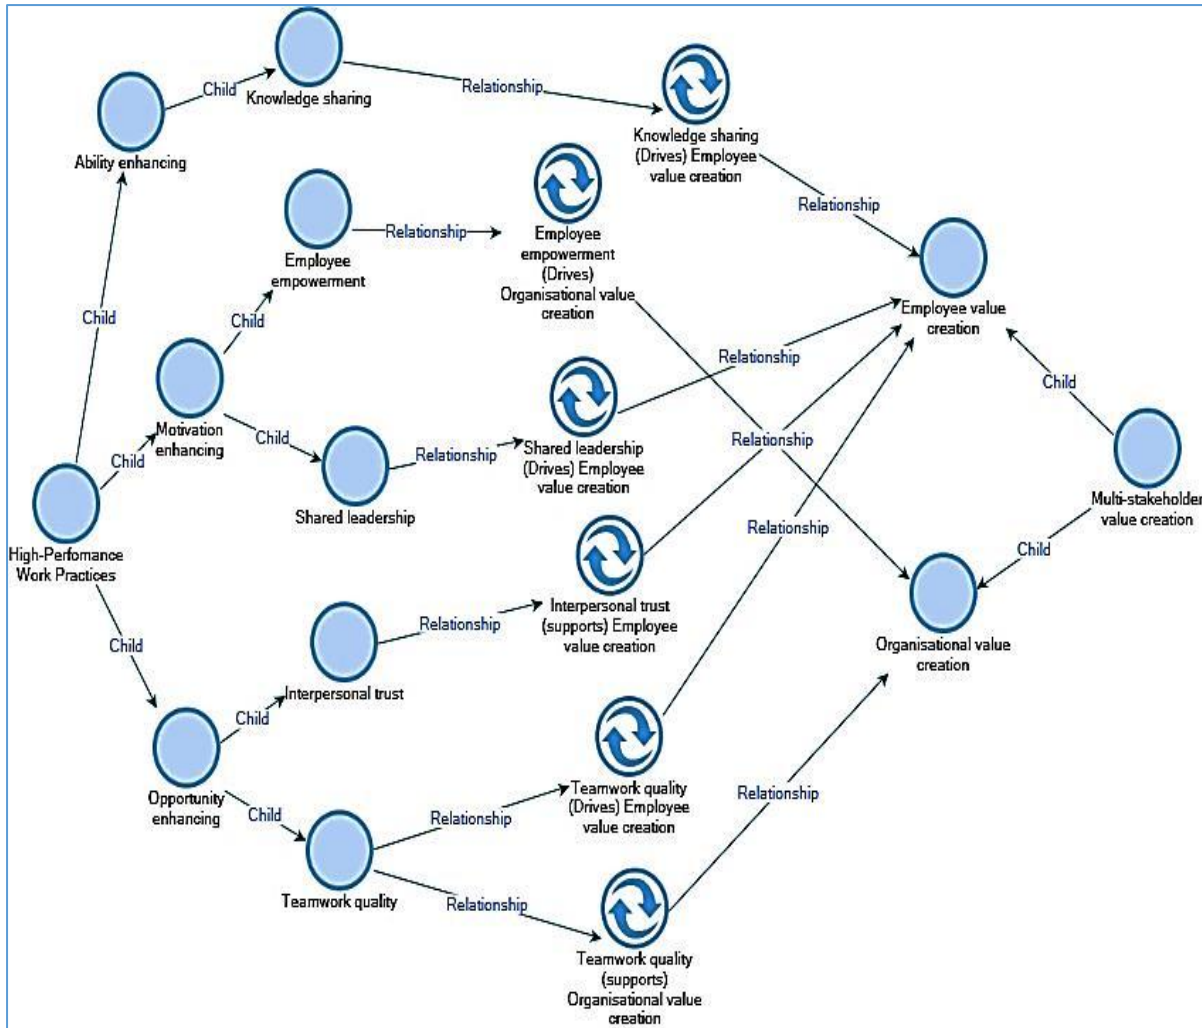 Child
Knowledge sharing
Relationship
Knowledge sharing
(Drives) Employee
value creation
Ability enhancing
Relationship
Employee
empowerment
Relationship
Employee
empowerment
(Drives)
Organisational value
creation
Employee value
creation
Child
Child
Motivation
enhancing
Child
Child
Relationship
Shared leadership
Relationship
Shared leadership
(Drives) Employee
value creation
Relationship
Child
Multi-stakeholder
value creation
High-Perfomance
Work Practices
Relationship
Child
Child
Interpersonal trust
Relationship
Interpersonal trust
(supports) Employee
value creation
Organisational value
creation
Child
Opportunity
enhancing
Child
Teamwork quality
Relationship
Teamwork quality
(Drives) Employee
value creation
Relationship
Relationship
Teamwork quality
(supports)
Organisational value
creation